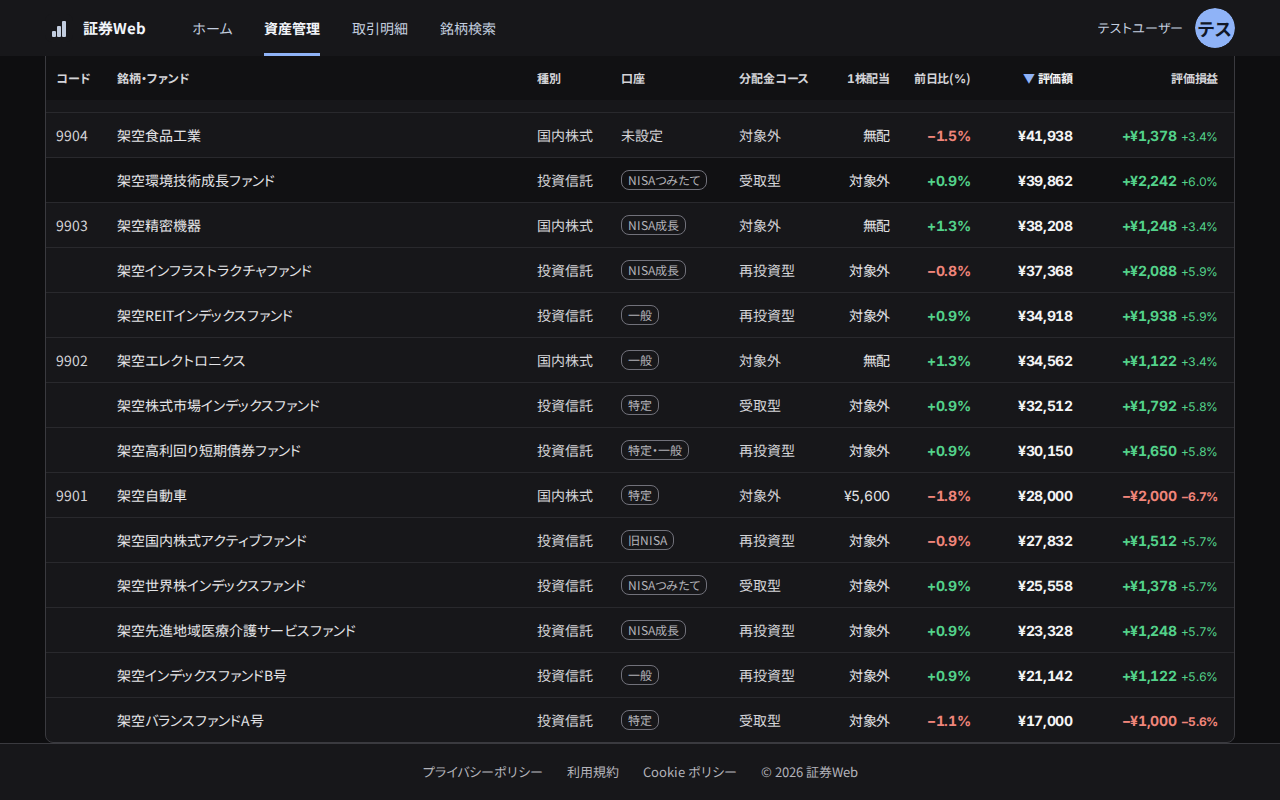 証券Web ホーム 資産管理 取引明細 銘柄検索 テストユーザー テス
コード 銘柄・ファンド 種別 口座 分配金コース 1株配当 前日比(%) ▼ 評価額 評価損益
9904 架空食品工業 国内株式 未設定 対象外 無配 −1.5% ¥41,938 +¥1,378 +3.4%
架空環境技術成長ファンド 投資信託 NISAつみたて 受取型 対象外 +0.9% ¥39,862 +¥2,242 +6.0%
9903 架空精密機器 国内株式 NISA成長 対象外 無配 +1.3% ¥38,208 +¥1,248 +3.4%
架空インフラストラクチャファンド 投資信託 NISA成長 再投資型 対象外 −0.8% ¥37,368 +¥2,088 +5.9%
架空REITインデックスファンド 投資信託 一般 再投資型 対象外 +0.9% ¥34,918 +¥1,938 +5.9%
9902 架空エレクトロニクス 国内株式 一般 対象外 無配 +1.3% ¥34,562 +¥1,122 +3.4%
架空株式市場インデックスファンド 投資信託 特定 受取型 対象外 +0.9% ¥32,512 +¥1,792 +5.8%
架空高利回り短期債券ファンド 投資信託 特定・一般 再投資型 対象外 +0.9% ¥30,150 +¥1,650 +5.8%
9901 架空自動車 国内株式 特定 対象外 ¥5,600 −1.8% ¥28,000 −¥2,000 −6.7%
架空国内株式アクティブファンド 投資信託 旧NISA 再投資型 対象外 −0.9% ¥27,832 +¥1,512 +5.7%
架空世界株インデックスファンド 投資信託 NISAつみたて 受取型 対象外 +0.9% ¥25,558 +¥1,378 +5.7%
架空先進地域医療介護サービスファンド 投資信託 NISA成長 再投資型 対象外 +0.9% ¥23,328 +¥1,248 +5.7%
架空インデックスファンドB号 投資信託 一般 再投資型 対象外 +0.9% ¥21,142 +¥1,122 +5.6%
架空バランスファンドA号 投資信託 特定 受取型 対象外 −1.1% ¥17,000 −¥1,000 −5.6%
プライバシーポリシー 利用規約 Cookie ポリシー © 2026 証券Web